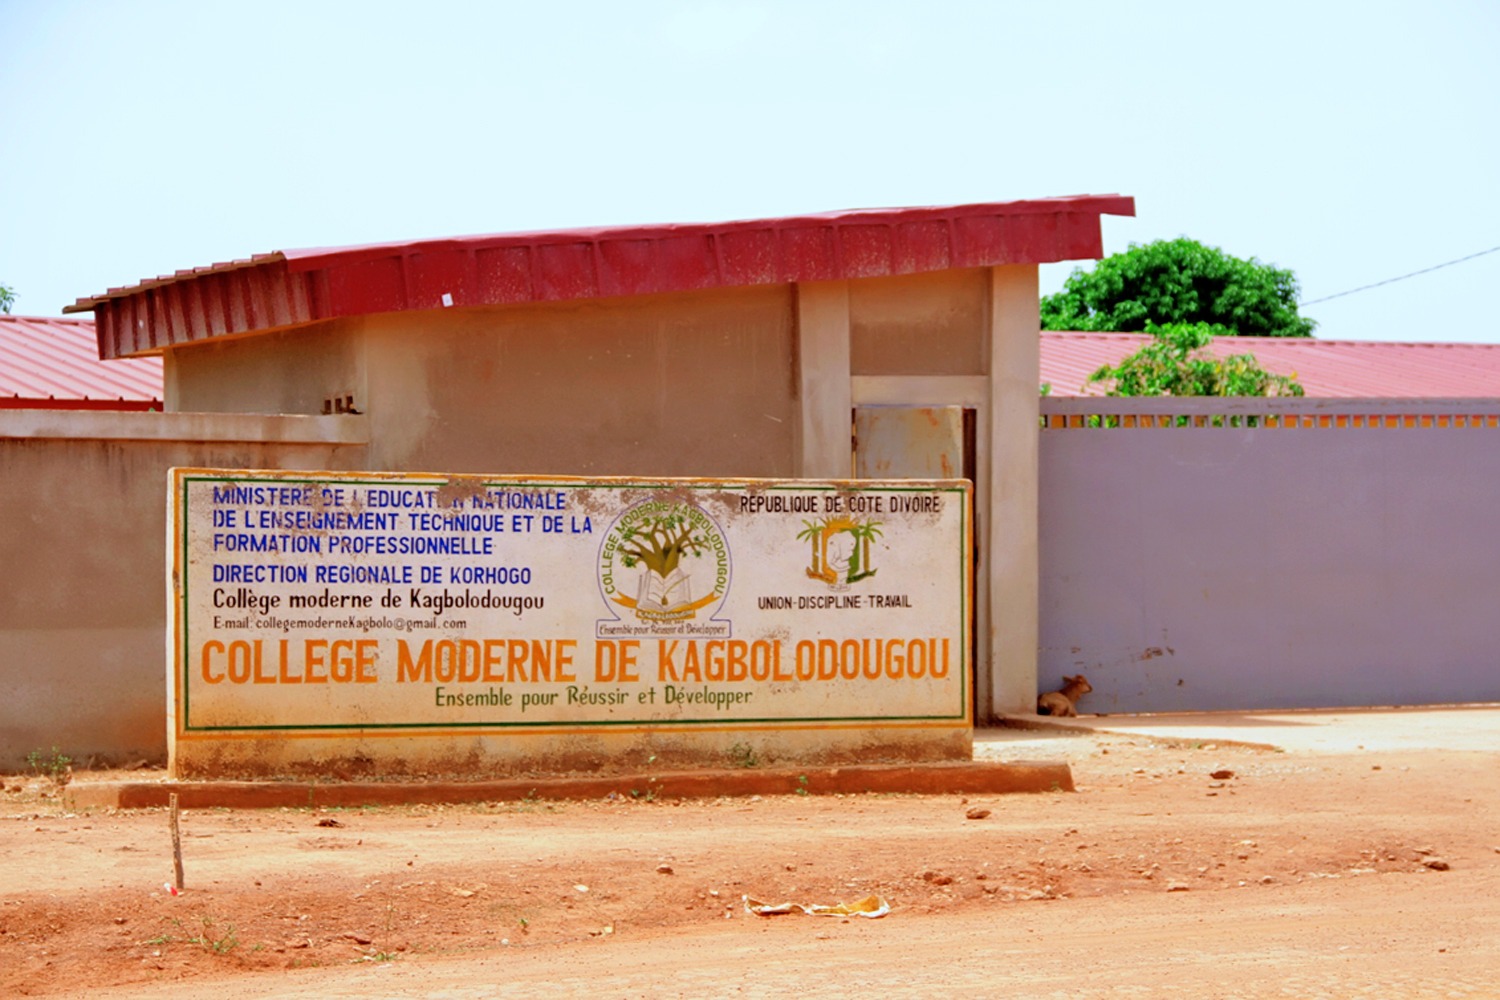 MINISTERE DE L'EDUCATION NATIONALE
DE L'ENSEIGNEMENT TECHNIQUE ET DE LA
FORMATION PROFESSIONNELLE
DIRECTION REGIONALE DE KORHOGO
Collège moderne de Kagbolodougou
E-mail: collegemoderneKagbolo@gmail.com
COLLEGE MODERNE KAGBOLODOUGOU
Ensemble pour Réussir et Développer
REPUBLIQUE DE COTE D'IVOIRE
UNION-DISCIPLINE-TRAVAIL
COLLEGE MODERNE DE KAGBOLODOUGOU
Ensemble pour Réussir et Développer